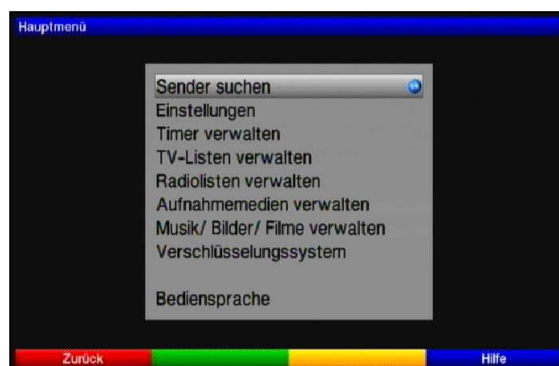 Hauptmenü
Sender suchen
Einstellungen
Timer verwalten
TV-Listen verwalten
Radiolisten verwalten
Aufnahmemedien verwalten
Musik/ Bilder/ Filme verwalten
Verschlüsselungssystem
Bediensprache
Zurück
Hilfe